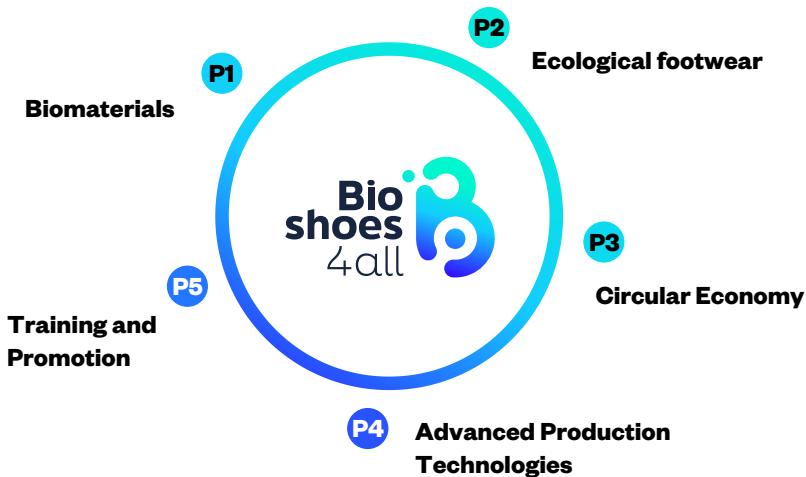 P1
Biomaterials
P2
Ecological footwear
Bio
shoes
4all
P3
Circular Economy
P4
Advanced Production
Technologies
P5
Training and
Promotion